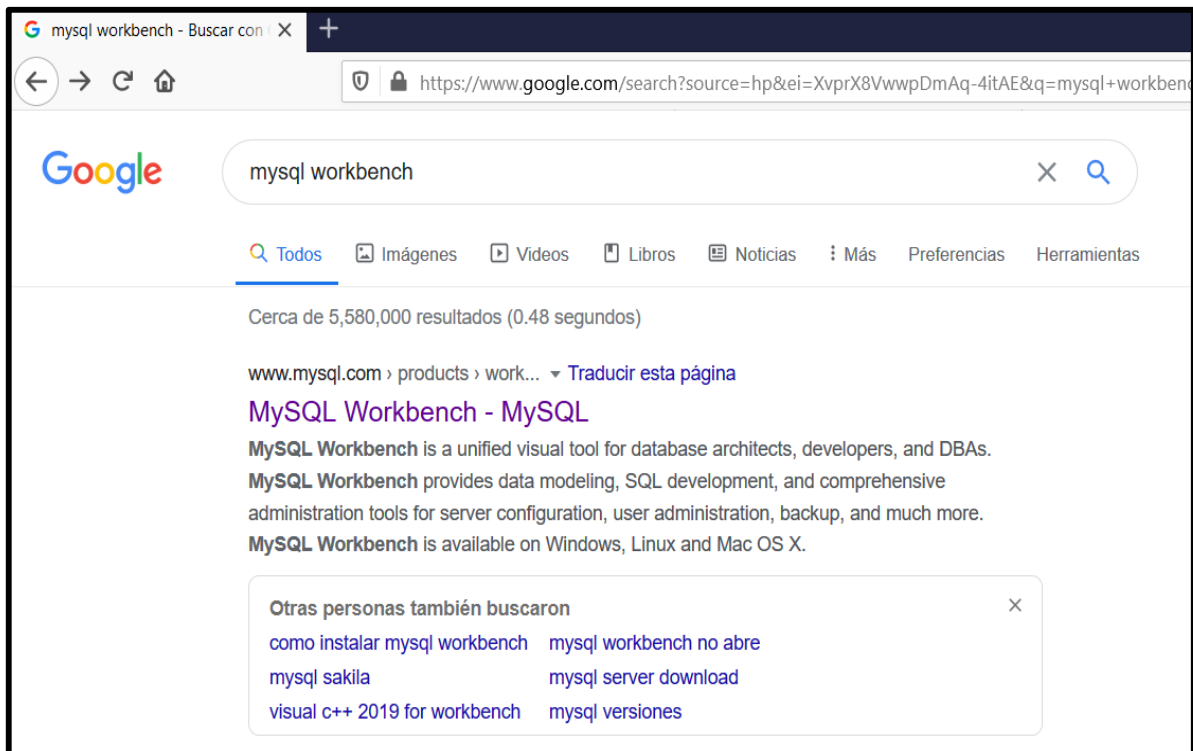 mysql workbench - Buscar con
https://www.google.com/search?source=hp&ei=XvprX8VwwpDmAq-4itAE&q=mysql+workben
Google
mysql workbench
Todos Imágenes Videos Libros Noticias Más Preferencias Herramientas
Cerca de 5,580,000 resultados (0.48 segundos)
www.mysql.com › products › work... Traducir esta página
MySQL Workbench - MySQL
MySQL Workbench is a unified visual tool for database architects, developers, and DBAs.
MySQL Workbench provides data modeling, SQL development, and comprehensive
administration tools for server configuration, user administration, backup, and much more.
MySQL Workbench is available on Windows, Linux and Mac OS X.
Otras personas también buscaron
como instalar mysql workbench mysql workbench no abre
mysql sakila mysql server download
visual c++ 2019 for workbench mysql versiones